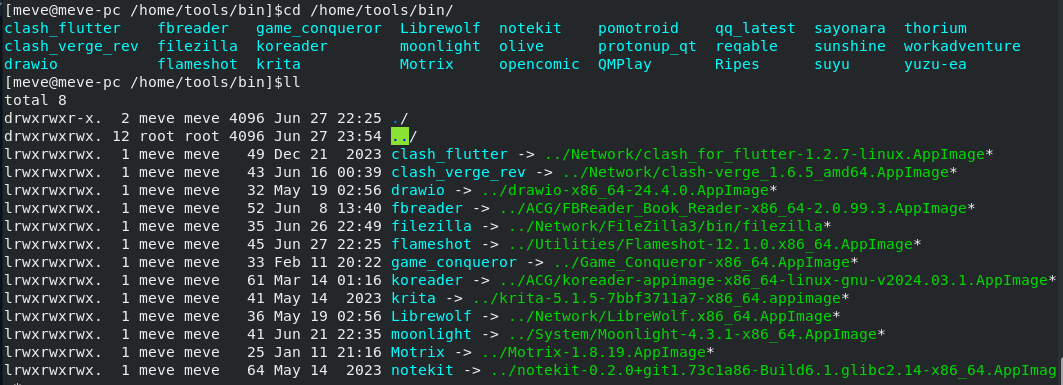 [meve@meve-pc /home/tools/bin]$cd /home/tools/bin/
clash_flutter fbreader game_conqueror Librewolf notekit pomotroid qq_latest sayonara thorium
clash_verge_rev filezilla koreader moonlight olive protonup_qt reqable sunshine workadventure
drawio flameshot krita Motrix opencomic QMPlay Ripes suyu yuzu-ea
[meve@meve-pc /home/tools/bin]$ll
total 8
drwxrwxr-x. 2 meve meve 4096 Jun 27 22:25 ./
drwxrwxrwx. 12 root root 4096 Jun 27 23:54 ../
lrwxrwxrwx. 1 meve meve 49 Dec 21 2023 clash_flutter -> ../Network/clash_for_flutter-1.2.7-linux.AppImage*
lrwxrwxrwx. 1 meve meve 43 Jun 16 00:39 clash_verge_rev -> ../Network/clash-verge_1.6.5_amd64.AppImage*
lrwxrwxrwx. 1 meve meve 32 May 19 02:56 drawio -> ../drawio-x86_64-24.4.0.AppImage*
lrwxrwxrwx. 1 meve meve 52 Jun 8 13:40 fbreader -> ../ACG/FBReader_Book_Reader-x86_64-2.0.99.3.AppImage*
lrwxrwxrwx. 1 meve meve 35 Jun 26 22:49 filezilla -> ../Network/FileZilla3/bin/filezilla*
lrwxrwxrwx. 1 meve meve 45 Jun 27 22:25 flameshot -> ../Utilities/Flameshot-12.1.0.x86_64.AppImage*
lrwxrwxrwx. 1 meve meve 33 Feb 11 20:22 game_conqueror -> ../Game_Conqueror-x86_64.AppImage*
lrwxrwxrwx. 1 meve meve 61 Mar 14 01:16 koreader -> ../ACG/koreader-appimage-x86_64-linux-gnu-v2024.03.1.AppImage*
lrwxrwxrwx. 1 meve meve 41 May 14 2023 krita -> ../krita-5.1.5-7bbf3711a7-x86_64.appimage*
lrwxrwxrwx. 1 meve meve 36 May 19 02:56 Librewolf -> ../Network/LibreWolf.x86_64.AppImage*
lrwxrwxrwx. 1 meve meve 41 Jun 21 22:35 moonlight -> ../System/Moonlight-4.3.1-x86_64.AppImage*
lrwxrwxrwx. 1 meve meve 25 Jan 11 21:16 Motrix -> ../Motrix-1.8.19.AppImage*
lrwxrwxrwx. 1 meve meve 64 May 14 2023 notekit -> ../notekit-0.2.0+git1.73c1a86-Build6.1.glibc2.14-x86_64.AppImag